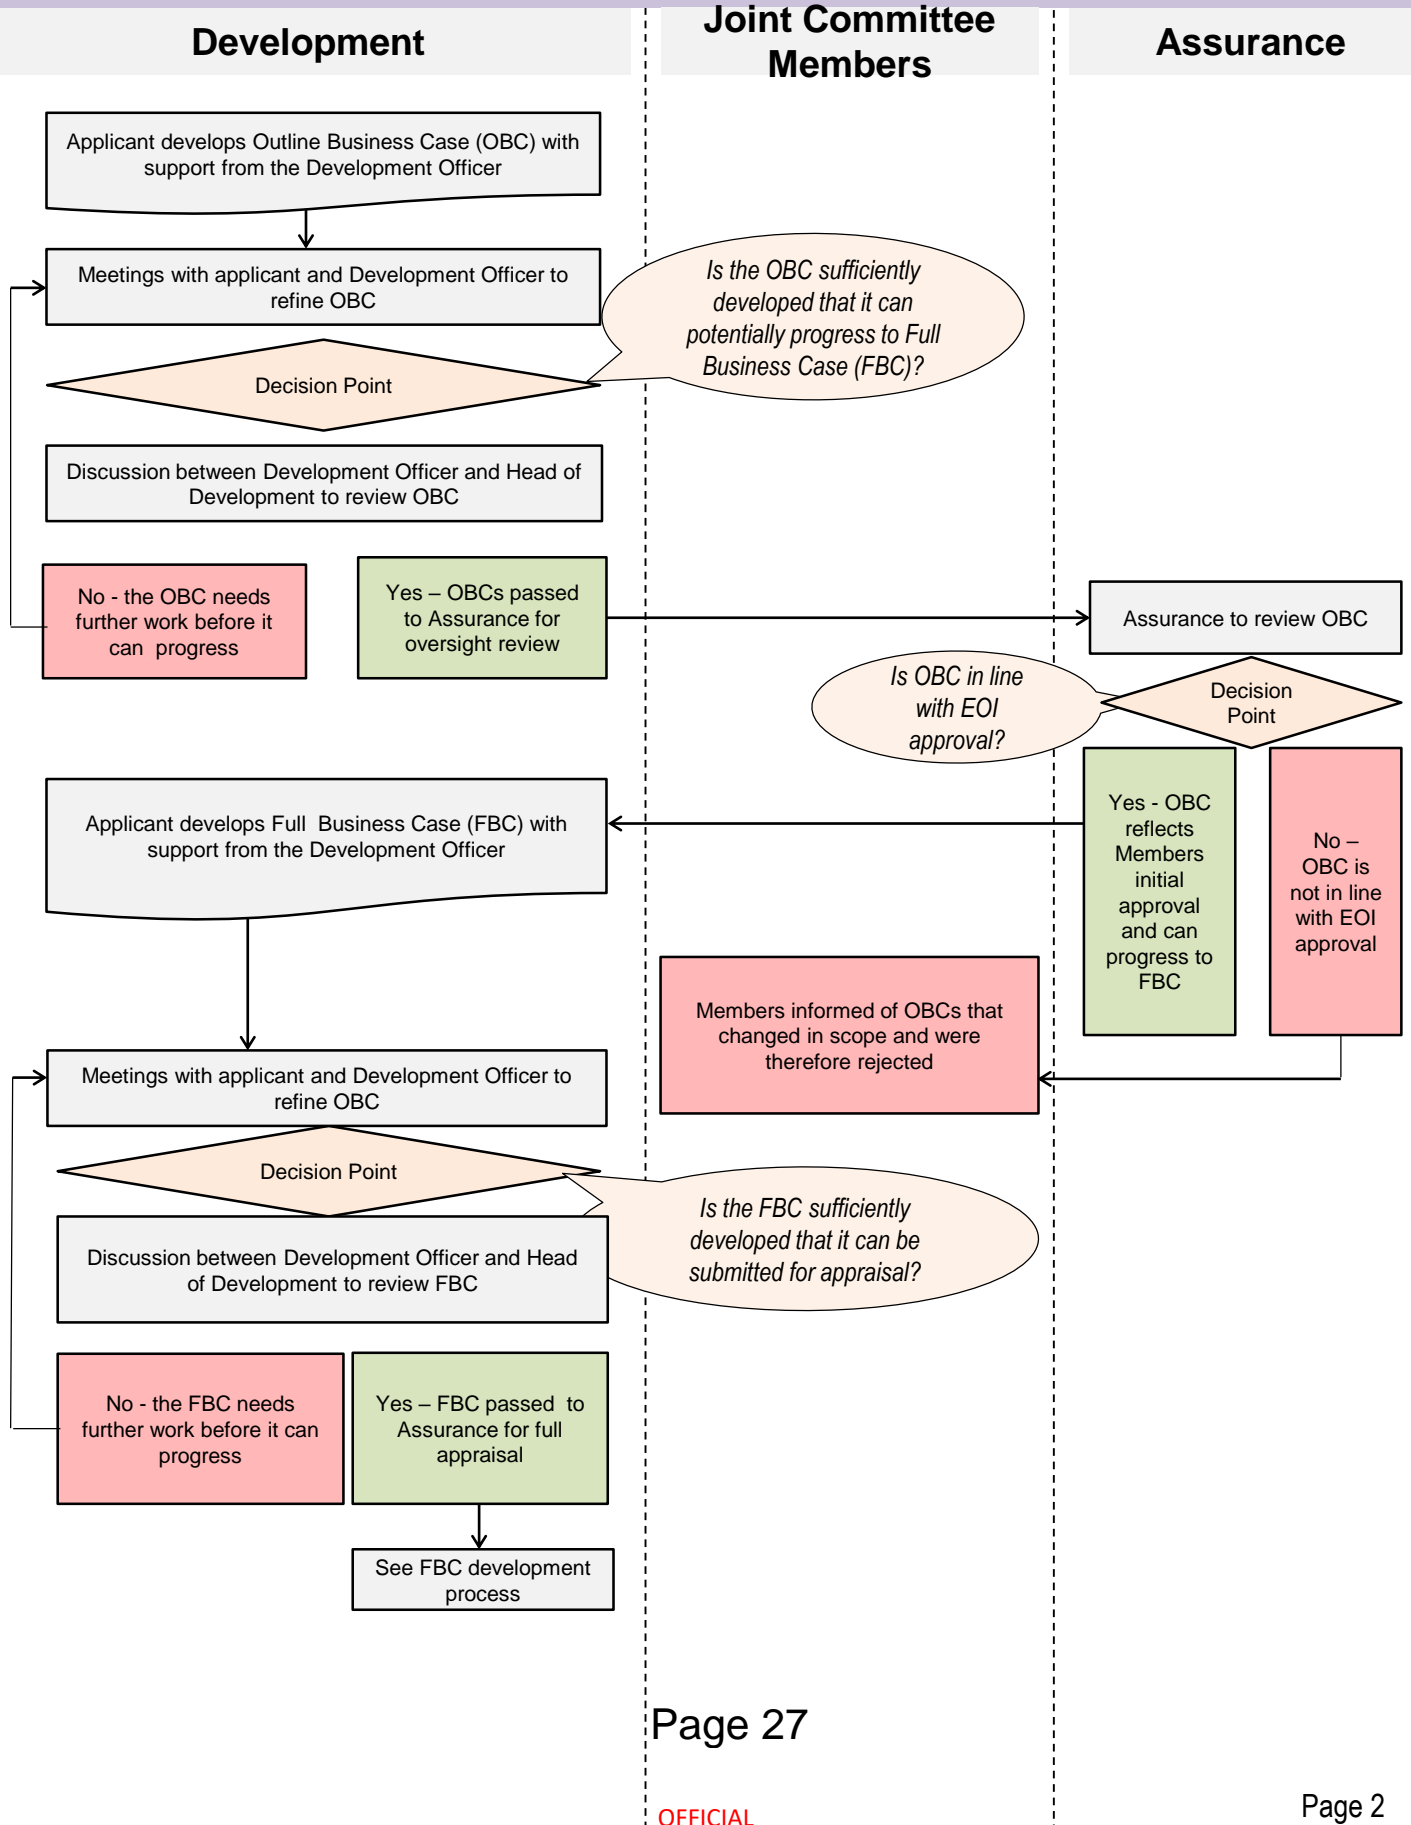 Development
Joint Committee
Members
Assurance
Applicant develops Outline Business Case (OBC) with
support from the Development Officer
Meetings with applicant and Development Officer to
refine OBC
Is the OBC sufficiently
developed that it can
potentially progress to Full
Business Case (FBC)?
Decision Point
Discussion between Development Officer and Head of
Development to review OBC
No - the OBC needs
further work before it
can progress
Yes – OBCs passed
to Assurance for
oversight review
Assurance to review OBC
Is OBC in line
with EOI
approval?
Decision
Point
Applicant develops Full Business Case (FBC) with
support from the Development Officer
Yes - OBC
reflects
Members
initial
approval
and can
progress to
FBC
No –
OBC is
not in line
with EOI
approval
Members informed of OBCs that
changed in scope and were
therefore rejected
Meetings with applicant and Development Officer to
refine OBC
Decision Point
Is the FBC sufficiently
developed that it can be
submitted for appraisal?
Discussion between Development Officer and Head
of Development to review FBC
No - the FBC needs
further work before it can
progress
Yes – FBC passed to
Assurance for full
appraisal
See FBC development
process
Page 27
OFFICIAL
Page 2